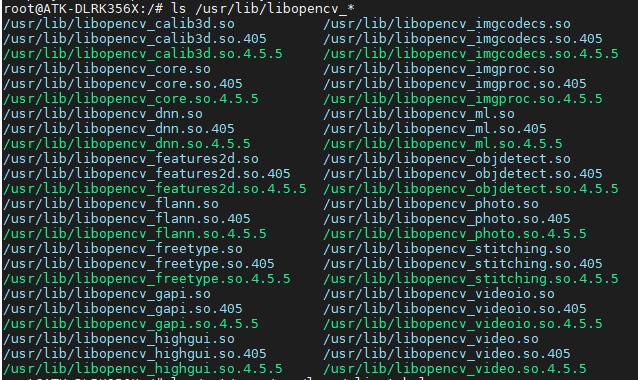 root@ATK-DLRK356X:/# ls /usr/lib/libopencv_*
/usr/lib/libopencv_calib3d.so /usr/lib/libopencv_imgcodecs.so
/usr/lib/libopencv_calib3d.so.405 /usr/lib/libopencv_imgcodecs.so.405
/usr/lib/libopencv_calib3d.so.4.5.5 /usr/lib/libopencv_imgcodecs.so.4.5.5
/usr/lib/libopencv_core.so /usr/lib/libopencv_imgproc.so
/usr/lib/libopencv_core.so.405 /usr/lib/libopencv_imgproc.so.405
/usr/lib/libopencv_core.so.4.5.5 /usr/lib/libopencv_imgproc.so.4.5.5
/usr/lib/libopencv_dnn.so /usr/lib/libopencv_ml.so
/usr/lib/libopencv_dnn.so.405 /usr/lib/libopencv_ml.so.405
/usr/lib/libopencv_dnn.so.4.5.5 /usr/lib/libopencv_ml.so.4.5.5
/usr/lib/libopencv_features2d.so /usr/lib/libopencv_objdetect.so
/usr/lib/libopencv_features2d.so.405 /usr/lib/libopencv_objdetect.so.405
/usr/lib/libopencv_features2d.so.4.5.5 /usr/lib/libopencv_objdetect.so.4.5.5
/usr/lib/libopencv_flann.so /usr/lib/libopencv_photo.so
/usr/lib/libopencv_flann.so.405 /usr/lib/libopencv_photo.so.405
/usr/lib/libopencv_flann.so.4.5.5 /usr/lib/libopencv_photo.so.4.5.5
/usr/lib/libopencv_freetype.so /usr/lib/libopencv_stitching.so
/usr/lib/libopencv_freetype.so.405 /usr/lib/libopencv_stitching.so.405
/usr/lib/libopencv_freetype.so.4.5.5 /usr/lib/libopencv_stitching.so.4.5.5
/usr/lib/libopencv_gapi.so /usr/lib/libopencv_videoio.so
/usr/lib/libopencv_gapi.so.405 /usr/lib/libopencv_videoio.so.405
/usr/lib/libopencv_gapi.so.4.5.5 /usr/lib/libopencv_videoio.so.4.5.5
/usr/lib/libopencv_highgui.so /usr/lib/libopencv_video.so
/usr/lib/libopencv_highgui.so.405 /usr/lib/libopencv_video.so.405
/usr/lib/libopencv_highgui.so.4.5.5 /usr/lib/libopencv_video.so.4.5.5